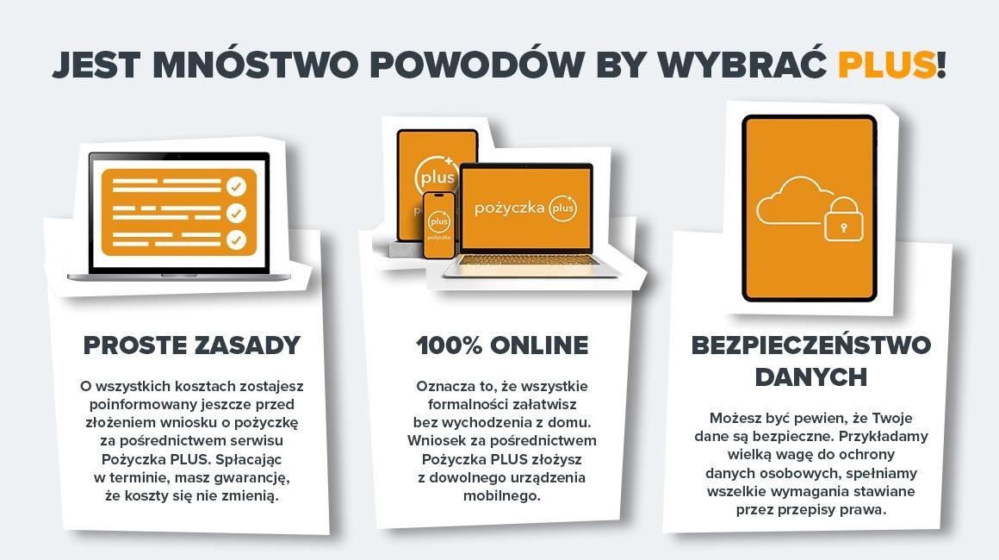 JEST MNÓSTWO POWODÓW BY WYBRAĆ PLUS!
plus
plus
pożyczka
pożyczka plus
PROSTE ZASADY
O wszystkich kosztach zostajesz
poinformowany jeszcze przed
złożeniem wniosku o pożyczkę
za pośrednictwem serwisu
Pożyczka PLUS. Spłacając
w terminie, masz gwarancję,
że koszty się nie zmienią.
100% ONLINE
Oznacza to, że wszystkie
formalności załatwisz
bez wychodzenia z domu.
Wniosek za pośrednictwem
Pożyczka PLUS złożysz
z dowolnego urządzenia
mobilnego.
BEZPIECZEŃSTWO
DANYCH
Możesz być pewien, że Twoje
dane są bezpieczne. Przykładamy
wielką wagę do ochrony
danych osobowych, spełniamy
wszelkie wymagania stawiane
przez przepisy prawa.